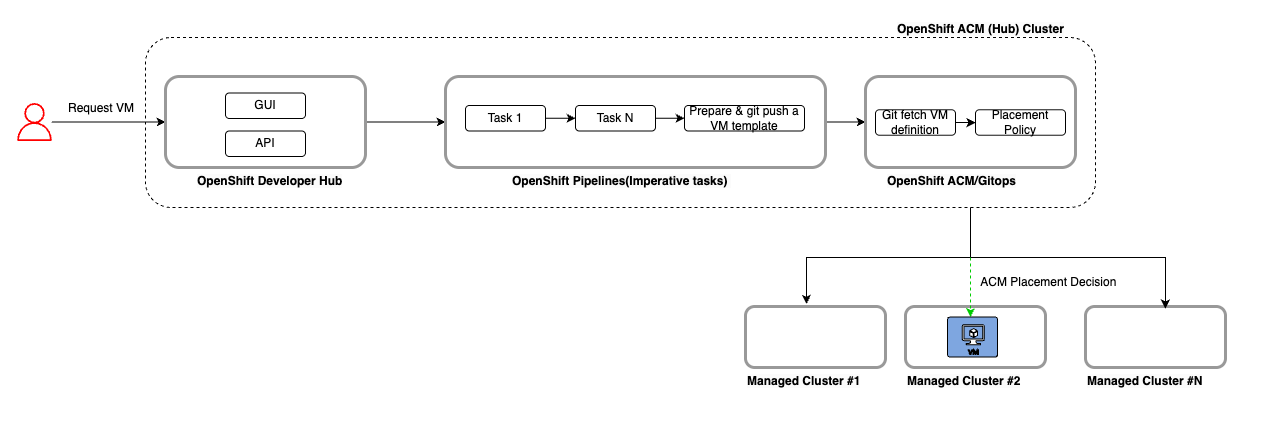 OpenShift ACM (Hub) Cluster
Request VM
GUI
API
OpenShift Developer Hub
Task 1
Task N
Prepare & git push a
VM template
OpenShift Pipelines(Imperative tasks)
Git fetch VM
definition
Placement
Policy
OpenShift ACM/Gitops
ACM Placement Decision
VM
Managed Cluster #1
Managed Cluster #2
Managed Cluster #N